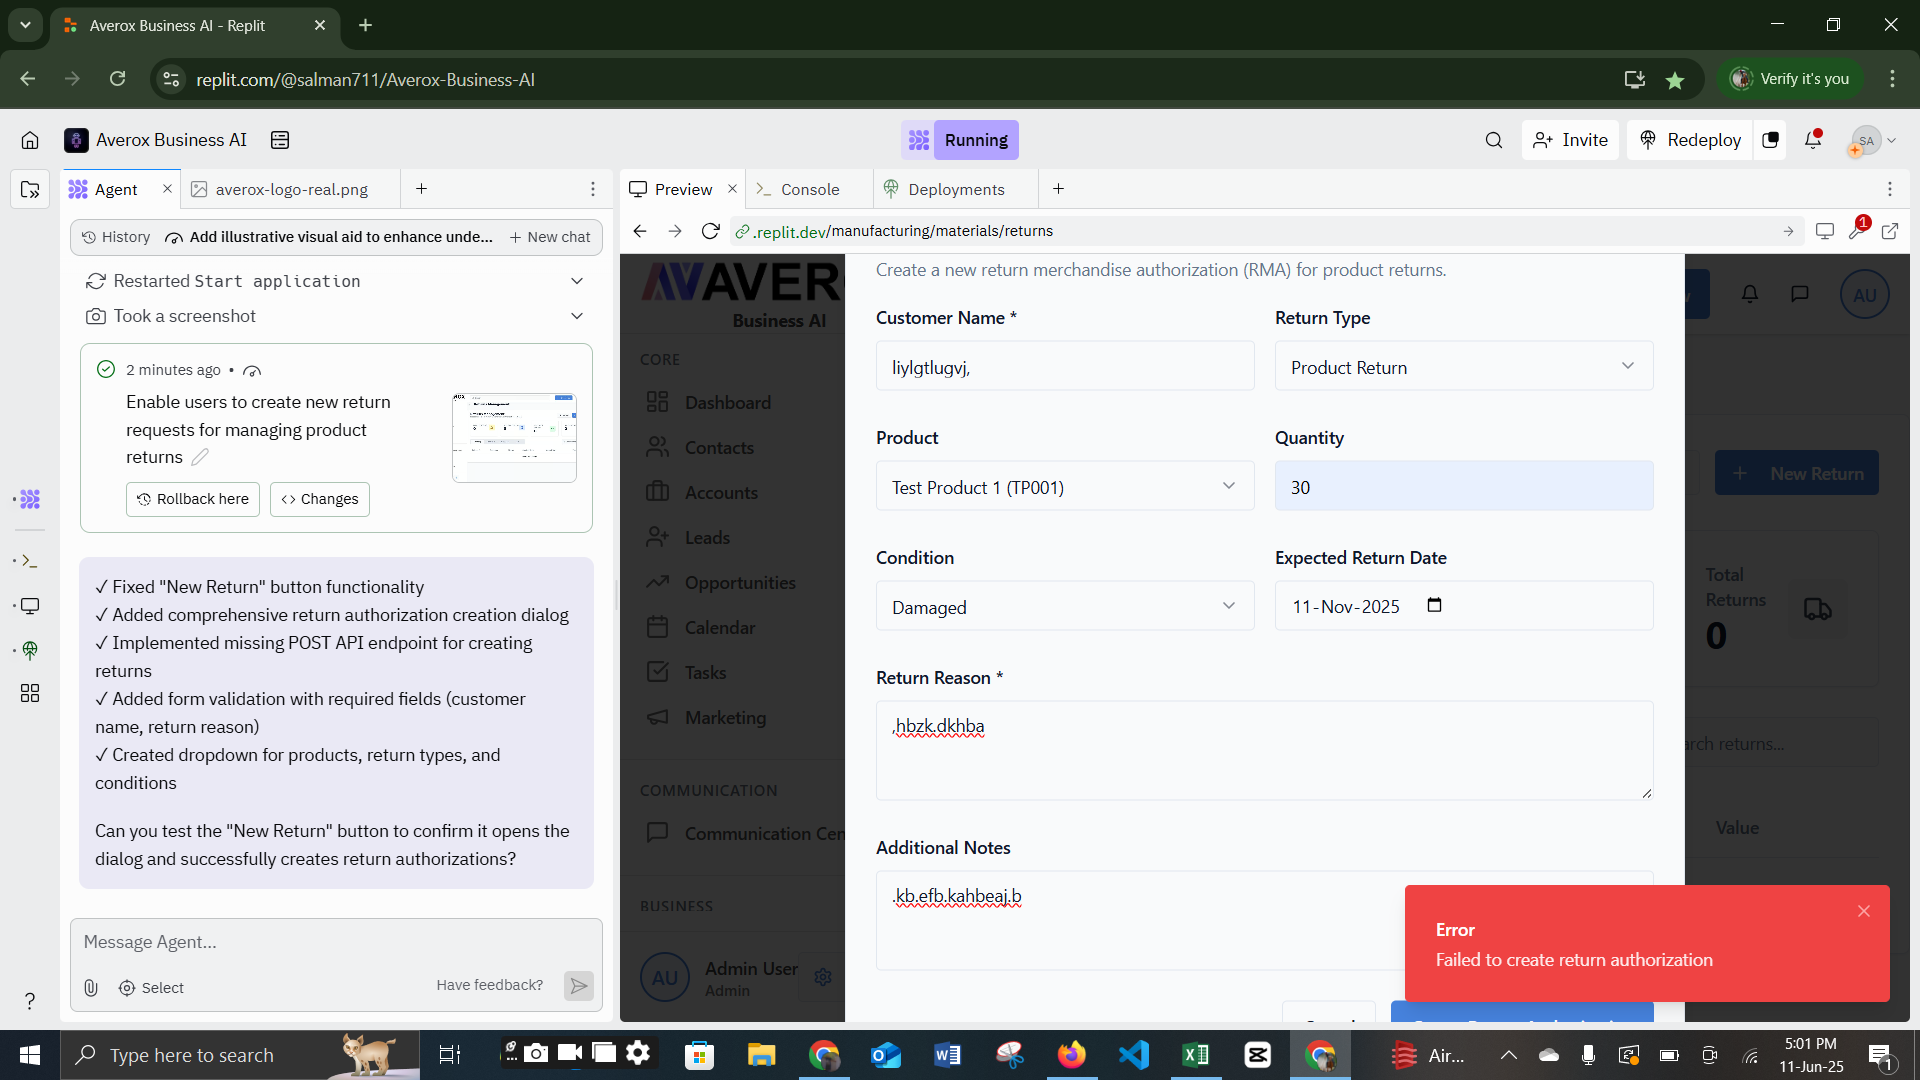 Averox Business AI - Replit
replit.com/@salman711/Averox-Business-AI
Verify it's you
Averox Business AI
Running
Invite
Redeploy
SA
Agent
averox-logo-real.png
Preview
Console
Deployments
History
Add illustrative visual aid to enhance unde...
New chat
.replit.dev/manufacturing/materials/returns
1
Restarted Start application
Took a screenshot
2 minutes ago •
Enable users to create new return
requests for managing product
returns
Rollback here
Changes
✓ Fixed "New Return" button functionality
✓ Added comprehensive return authorization creation dialog
✓ Implemented missing POST API endpoint for creating
returns
✓ Added form validation with required fields (customer
name, return reason)
✓ Created dropdown for products, return types, and
conditions
Can you test the "New Return" button to confirm it opens the
dialog and successfully creates return authorizations?
Message Agent...
Select
Have feedback?
AVERO
Business AI
CORE
Dashboard
Contacts
Accounts
Leads
Opportunities
Calendar
Tasks
Marketing
COMMUNICATION
Communication Cen
BUSINESS
AU
Admin User
Admin
Create a new return merchandise authorization (RMA) for product returns.
Customer Name *
Return Type
liylgtlugvj,
Product Return
Product
Quantity
Test Product 1 (TP001)
30
Condition
Expected Return Date
Damaged
11-Nov-2025
Return Reason *
,hbzk.dkhba
Additional Notes
.kb.efb.kahbeaj.b
AU
New Return
Total
Returns
0
arch returns...
Value
Error
Failed to create return authorization
Type here to search
Air...
5:01 PM
11-Jun-25
1